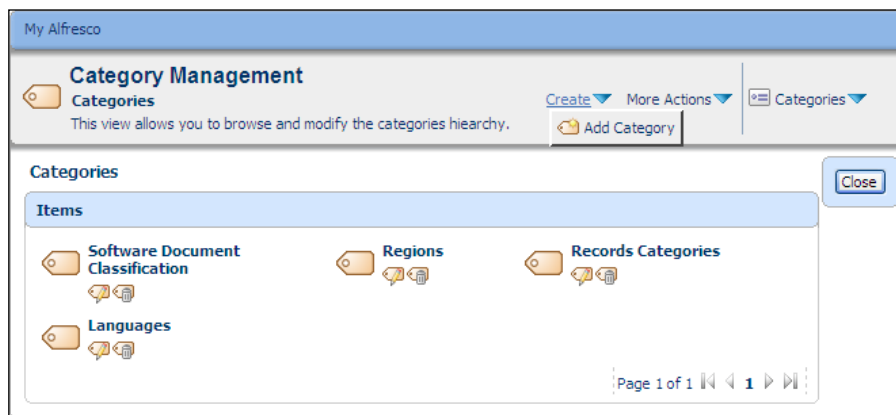 My Alfresco
Category Management
Categories
This view allows you to browse and modify the categories hiearchy.
Create More Actions Categories
Add Category
Categories
Close
Items
Software Document
Classification
Regions
Records Categories
Languages
Page 1 of 1 1